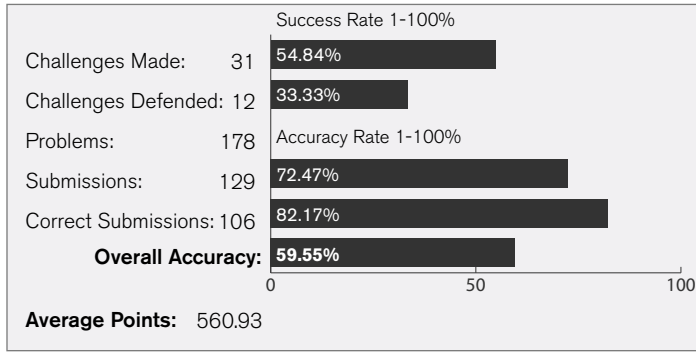 Success Rate 1-100%
Challenges Made: 31 54.84%
Challenges Defended: 12 33.33%
Problems: 178 Accuracy Rate 1-100%
Submissions: 129 72.47%
Correct Submissions: 106 82.17%
Overall Accuracy: 59.55%
0 50 100
Average Points: 560.93